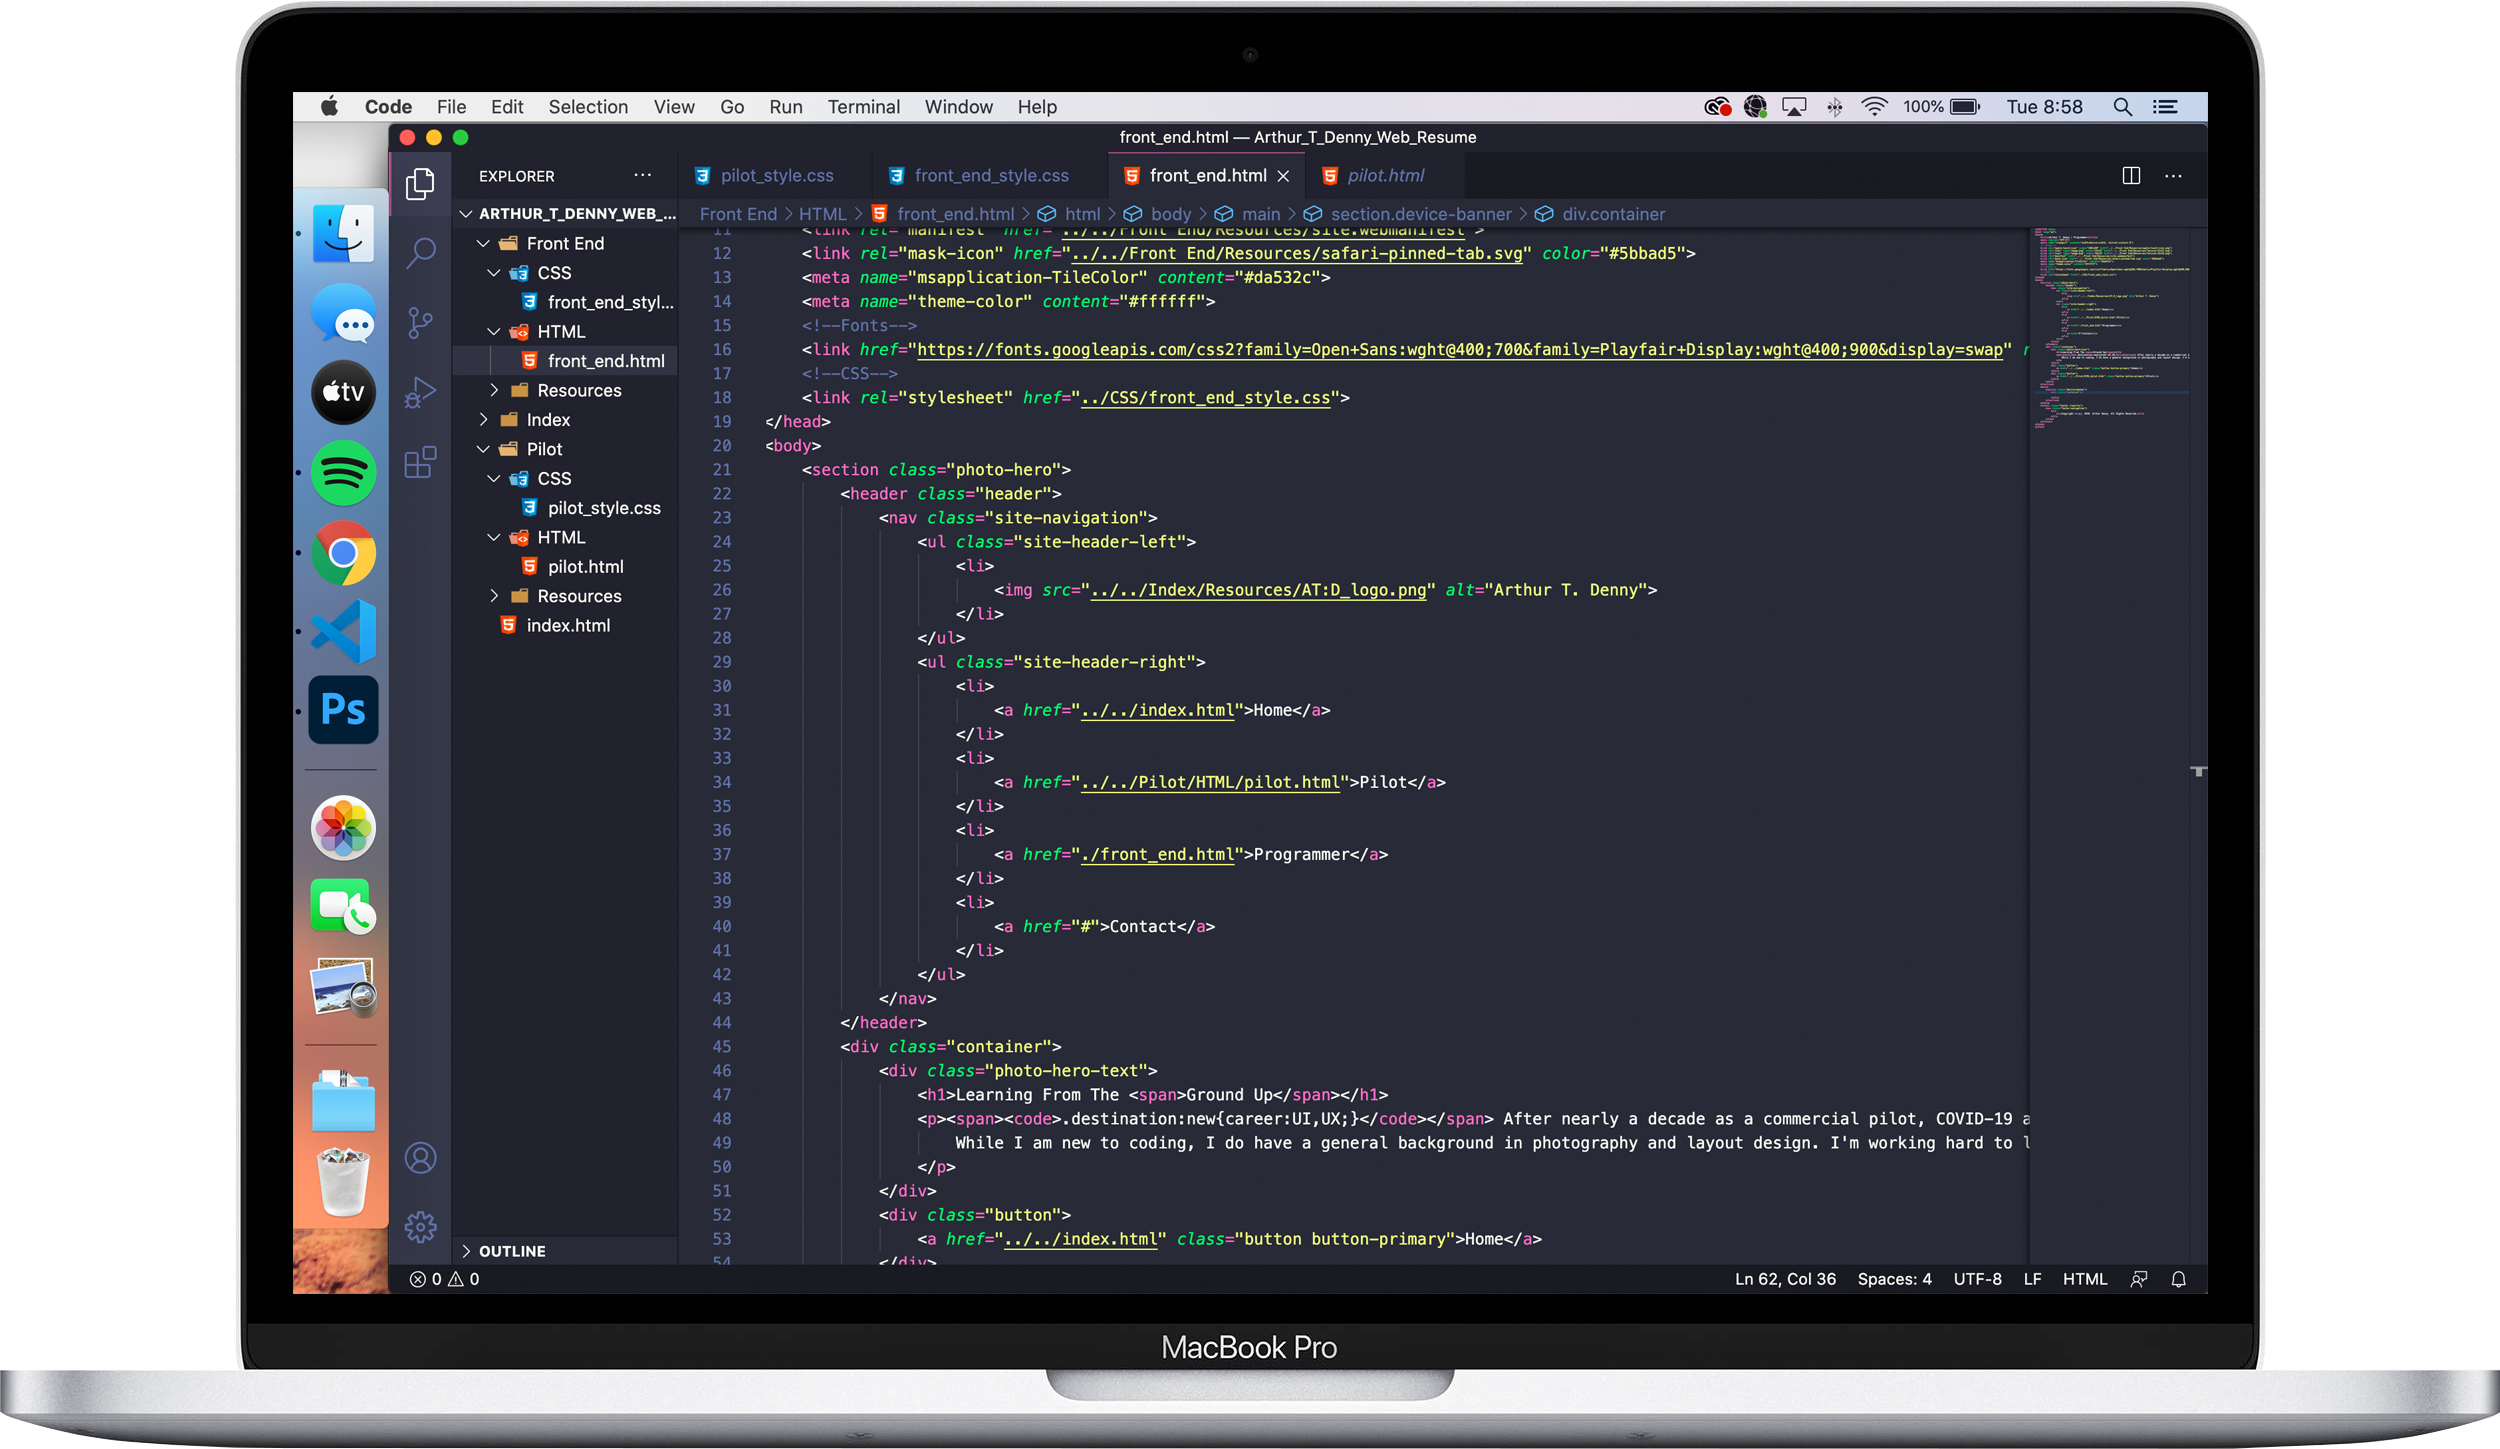 Code File Edit Selection View Go Run Terminal Window Help 100% Tue 8:58
front_end.html — Arthur_T_Denny_Web_Resume
EXPLORER
pilot_style.css front_end_style.css front_end.html pilot.html
Front End > HTML > front_end.html > html > body > main > section.device-banner > div.container
ARTHUR_T_DENNY_WEB_...
Front End
CSS
front_end_styl...
HTML
front_end.html
Resources
Index
Pilot
CSS
pilot_style.css
HTML
pilot.html
Resources
index.html
OUTLINE
tv
Ps
11 <link rel="manifest" href="../../Front End/Resources/site.webmanifest">
12 <link rel="mask-icon" href="../../Front End/Resources/safari-pinned-tab.svg" color="#5bbad5">
13 <meta name="msapplication-TileColor" content="#da532c">
14 <meta name="theme-color" content="#ffffff">
15 <!--Fonts-->
16 <link href="https://fonts.googleapis.com/css2?family=Open+Sans:wght@400;700&family=Playfair+Display:wght@400;900&display=swap"
17 <!--CSS-->
18 <link rel="stylesheet" href="../CSS/front_end_style.css">
19 </head>
20 <body>
21 <section class="photo-hero">
22 <header class="header">
23 <nav class="site-navigation">
24 <ul class="site-header-left">
25 <li>
26 <img src="../../Index/Resources/AT:D_logo.png" alt="Arthur T. Denny">
27 </li>
28 </ul>
29 <ul class="site-header-right">
30 <li>
31 <a href="../../index.html">Home</a>
32 </li>
33 <li>
34 <a href="../../Pilot/HTML/pilot.html">Pilot</a>
35 </li>
36 <li>
37 <a href="./front_end.html">Programmer</a>
38 </li>
39 <li>
40 <a href="#">Contact</a>
41 </li>
42 </ul>
43 </nav>
44 </header>
45 <div class="container">
46 <div class="photo-hero-text">
47 <h1>Learning From The <span>Ground Up</span></h1>
48 <p><span><code>.destination:new{career:UI,UX;}</code></span> After nearly a decade as a commercial pilot, COVID-19
49 While I am new to coding, I do have a general background in photography and layout design. I'm working hard to
50 </p>
51 </div>
52 <div class="button">
53 <a href="../../index.html" class="button button-primary">Home</a>
54 </div>
0 0 Ln 62, Col 36 Spaces: 4 UTF-8 LF HTML
MacBook Pro